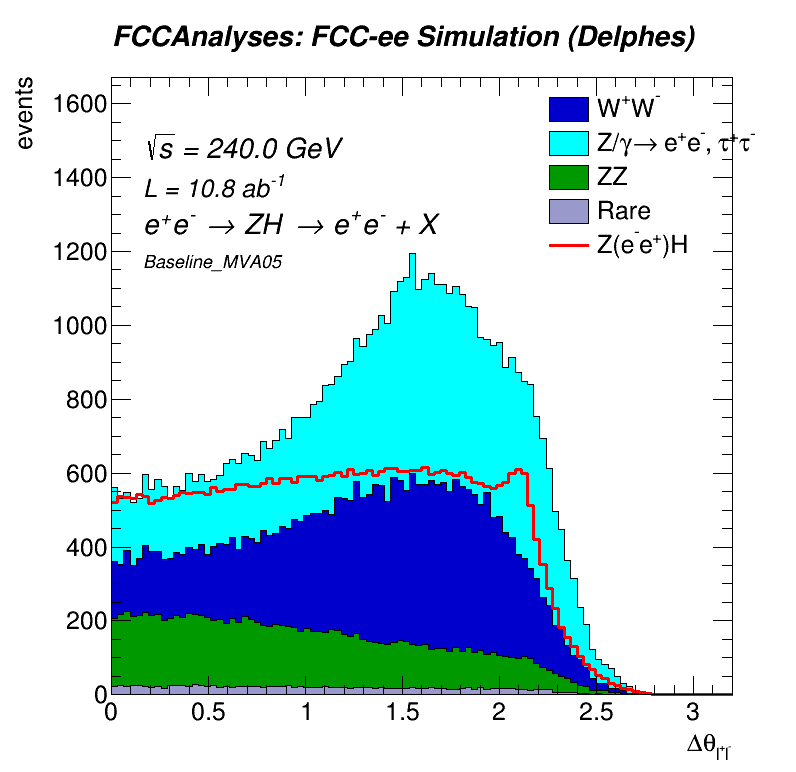 FCCAnalyses: FCC-ee Simulation (Delphes)
events
√s = 240.0 GeV
L = 10.8 ab⁻¹
e⁺e⁻ → ZH → e⁺e⁻ + X
Baseline_MVA05
W⁺W⁻
Z/γ→ e⁺e⁻, τ⁺τ⁻
ZZ
Rare
Z(e⁻e⁺)H
1600
1400
1200
1000
800
600
400
200
0
0 0.5 1 1.5 2 2.5 3
Δθ_l⁺l⁻